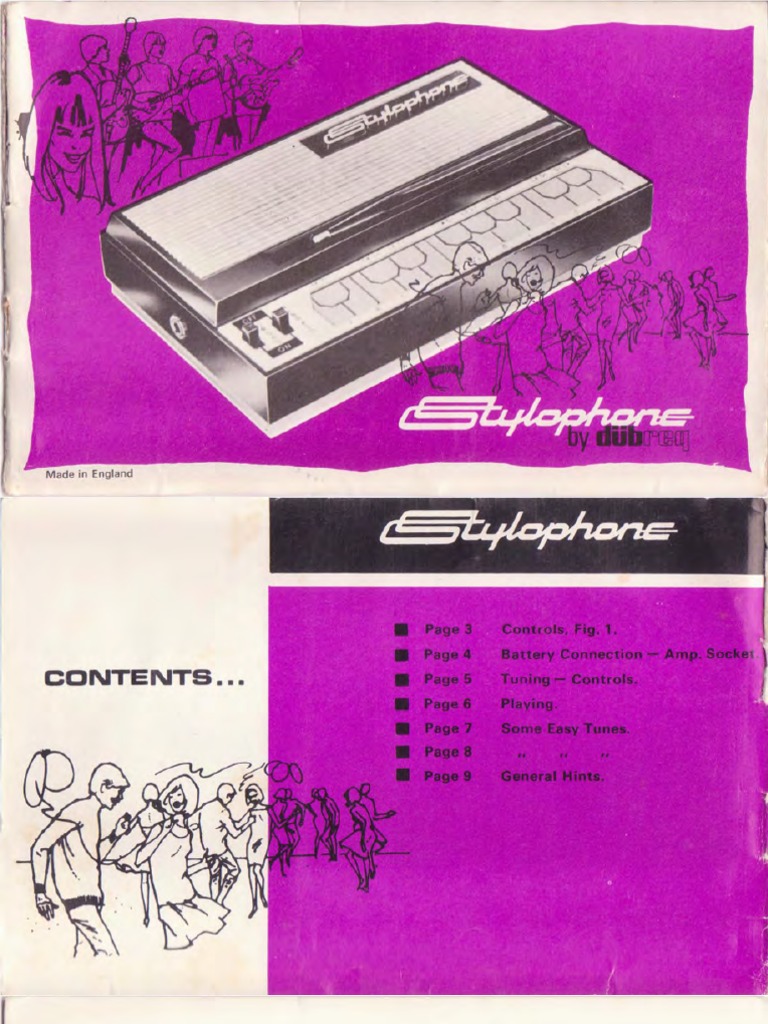 Stylophone
OFF
ON
Stylophone
by dübreq
Made in England
Stylophone
CONTENTS...
Page 3 Controls. Fig. 1.
Page 4 Battery Connection — Amp. Socket
Page 5 Tuning — Controls.
Page 6 Playing.
Page 7 Some Easy Tunes.
Page 8 „ „ „
Page 9 General Hints.